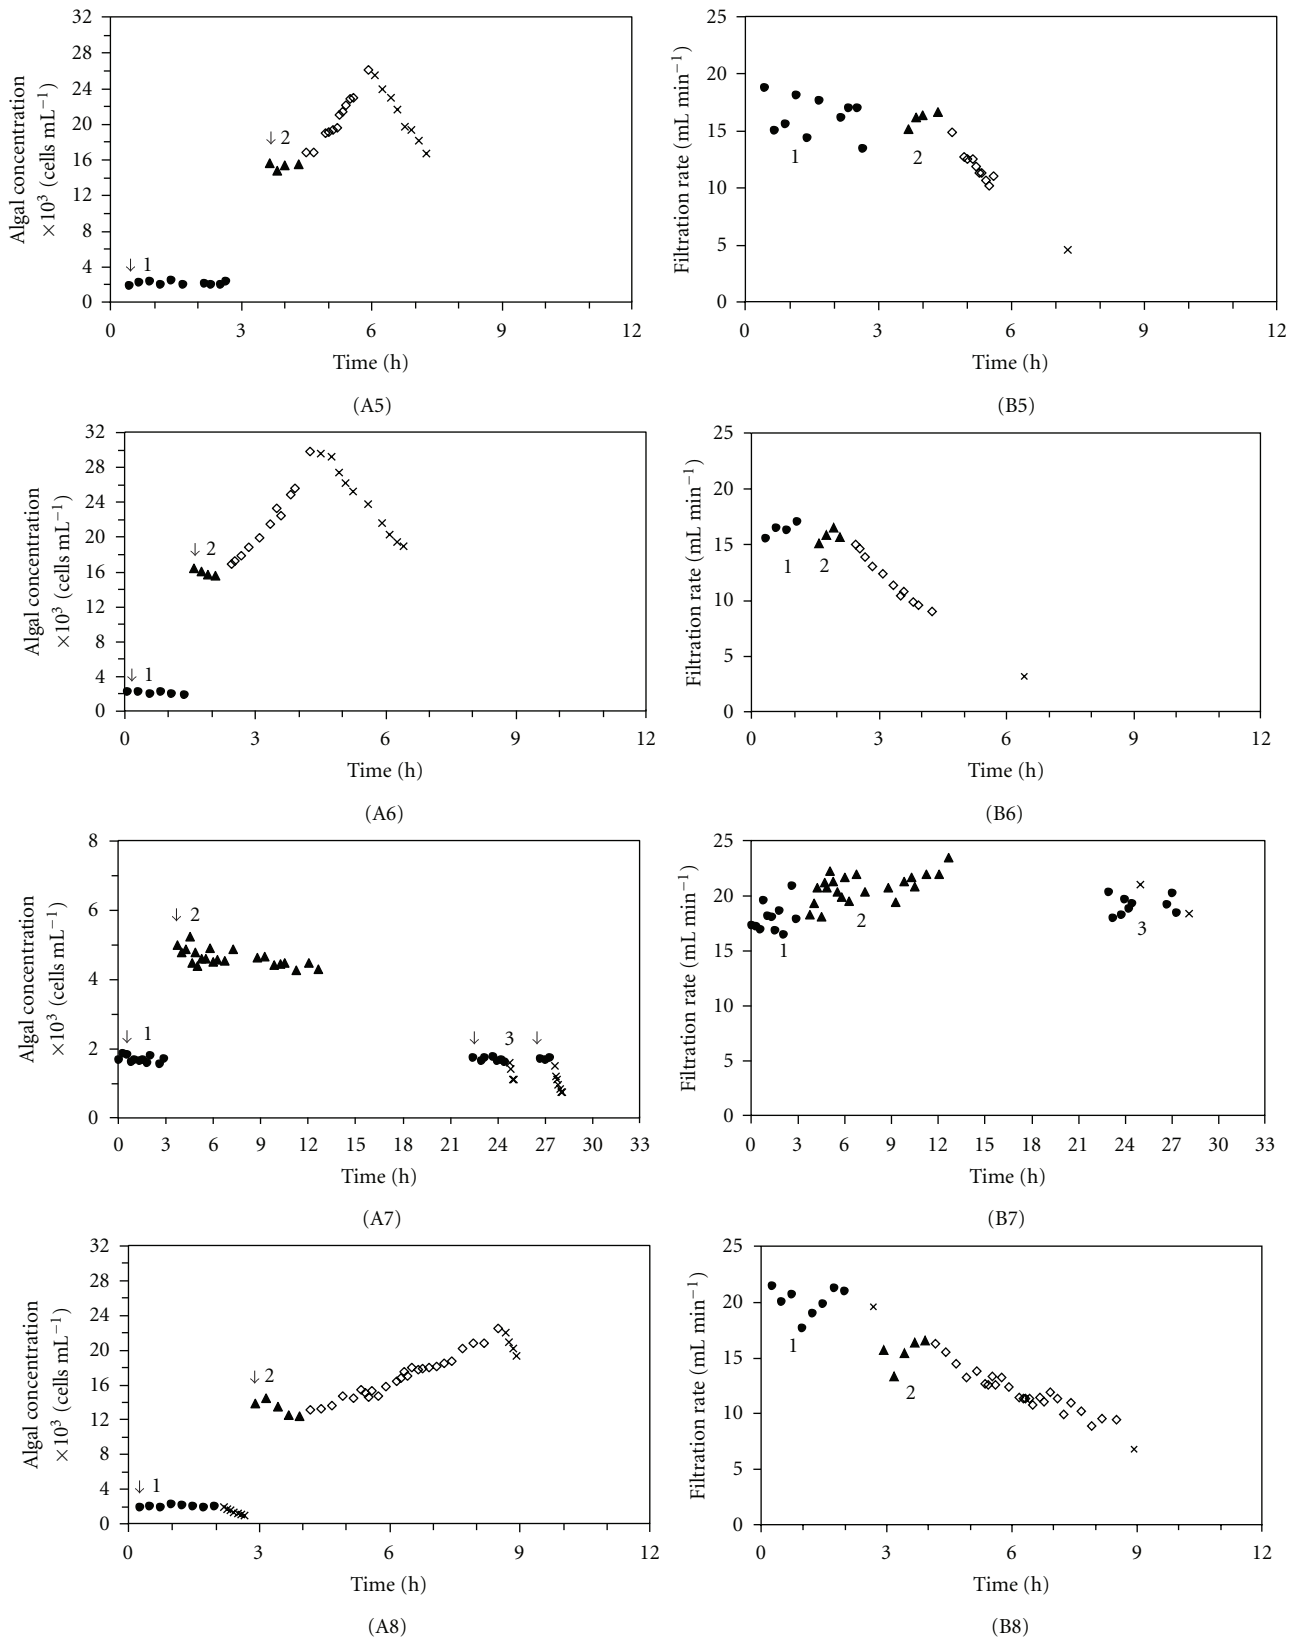 Algal concentration
×10³ (cells mL⁻¹)
32
28
24
20
16
12
8
4
0
↓ 1
↓ 2
0 3 6 9 12
Time (h)
(A5)
Filtration rate (mL min⁻¹)
25
20
15
10
5
0
1
2
0 3 6 9 12
Time (h)
(B5)
Algal concentration
×10³ (cells mL⁻¹)
32
28
24
20
16
12
8
4
0
↓ 1
↓ 2
0 3 6 9 12
Time (h)
(A6)
Filtration rate (mL min⁻¹)
25
20
15
10
5
0
1
2
0 3 6 9 12
Time (h)
(B6)
Algal concentration
×10³ (cells mL⁻¹)
8
6
4
2
0
↓ 1
↓ 2
↓ 3 ↓
0 3 6 9 12 15 18 21 24 27 30 33
Time (h)
(A7)
Filtration rate (mL min⁻¹)
25
20
15
10
5
0
1
2
3
0 3 6 9 12 15 18 21 24 27 30 33
Time (h)
(B7)
Algal concentration
×10³ (cells mL⁻¹)
32
28
24
20
16
12
8
4
0
↓ 1
↓ 2
0 3 6 9 12
Time (h)
(A8)
Filtration rate (mL min⁻¹)
25
20
15
10
5
0
1
2
0 3 6 9 12
Time (h)
(B8)